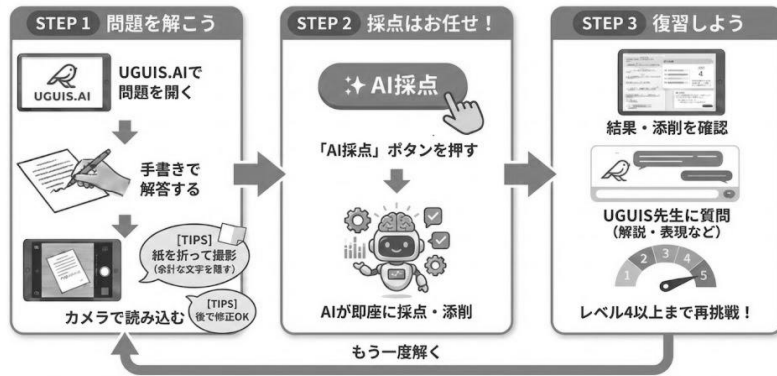 STEP 1 問題を解こう
UGUIS.AI
UGUIS.AIで
問題を開く
手書きで
解答する
[TIPS]
紙を折って撮影
(余計な文字を隠す)
[TIPS]
後で修正OK
カメラで読み込む
STEP 2 採点はお任せ！
AI採点
「AI採点」ボタンを押す
AIが即座に採点・添削
STEP 3 復習しよう
4
結果・添削を確認
UGUIS先生に質問
(解説・表現など)
1 2 3 4 5
レベル4以上まで再挑戦！
もう一度解く